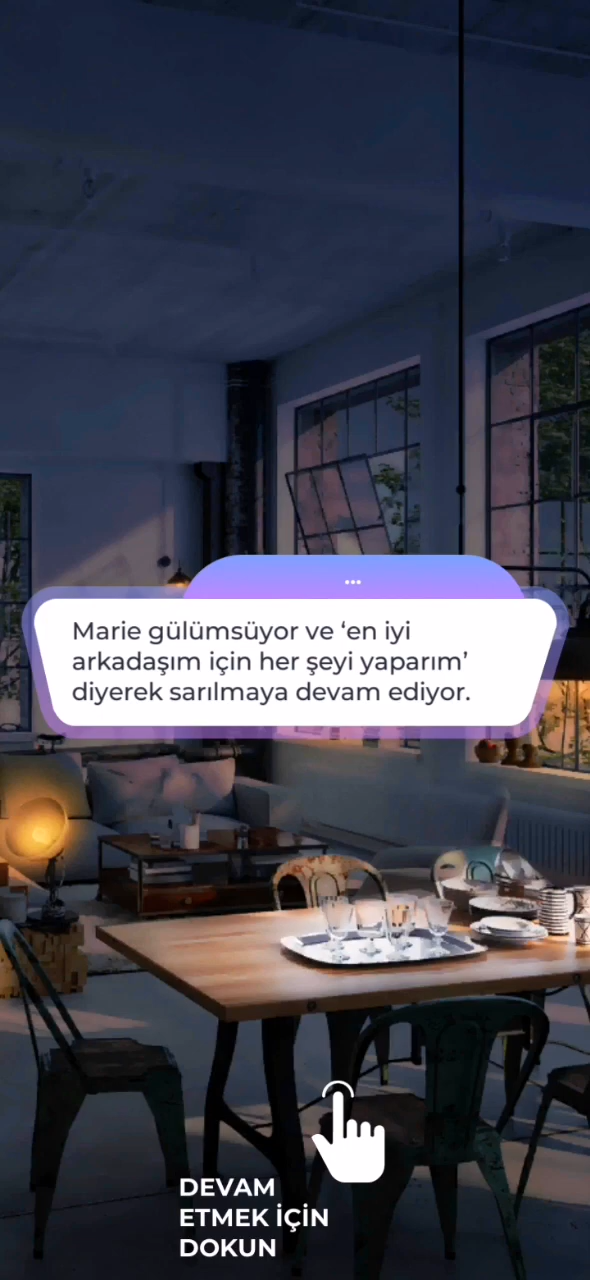 ...
Marie gülümsüyor ve ‘en iyi
arkadaşım için her şeyi yaparım’
diyerek sarılmaya devam ediyor.
DEVAM
ETMEK İÇİN
DOKUN